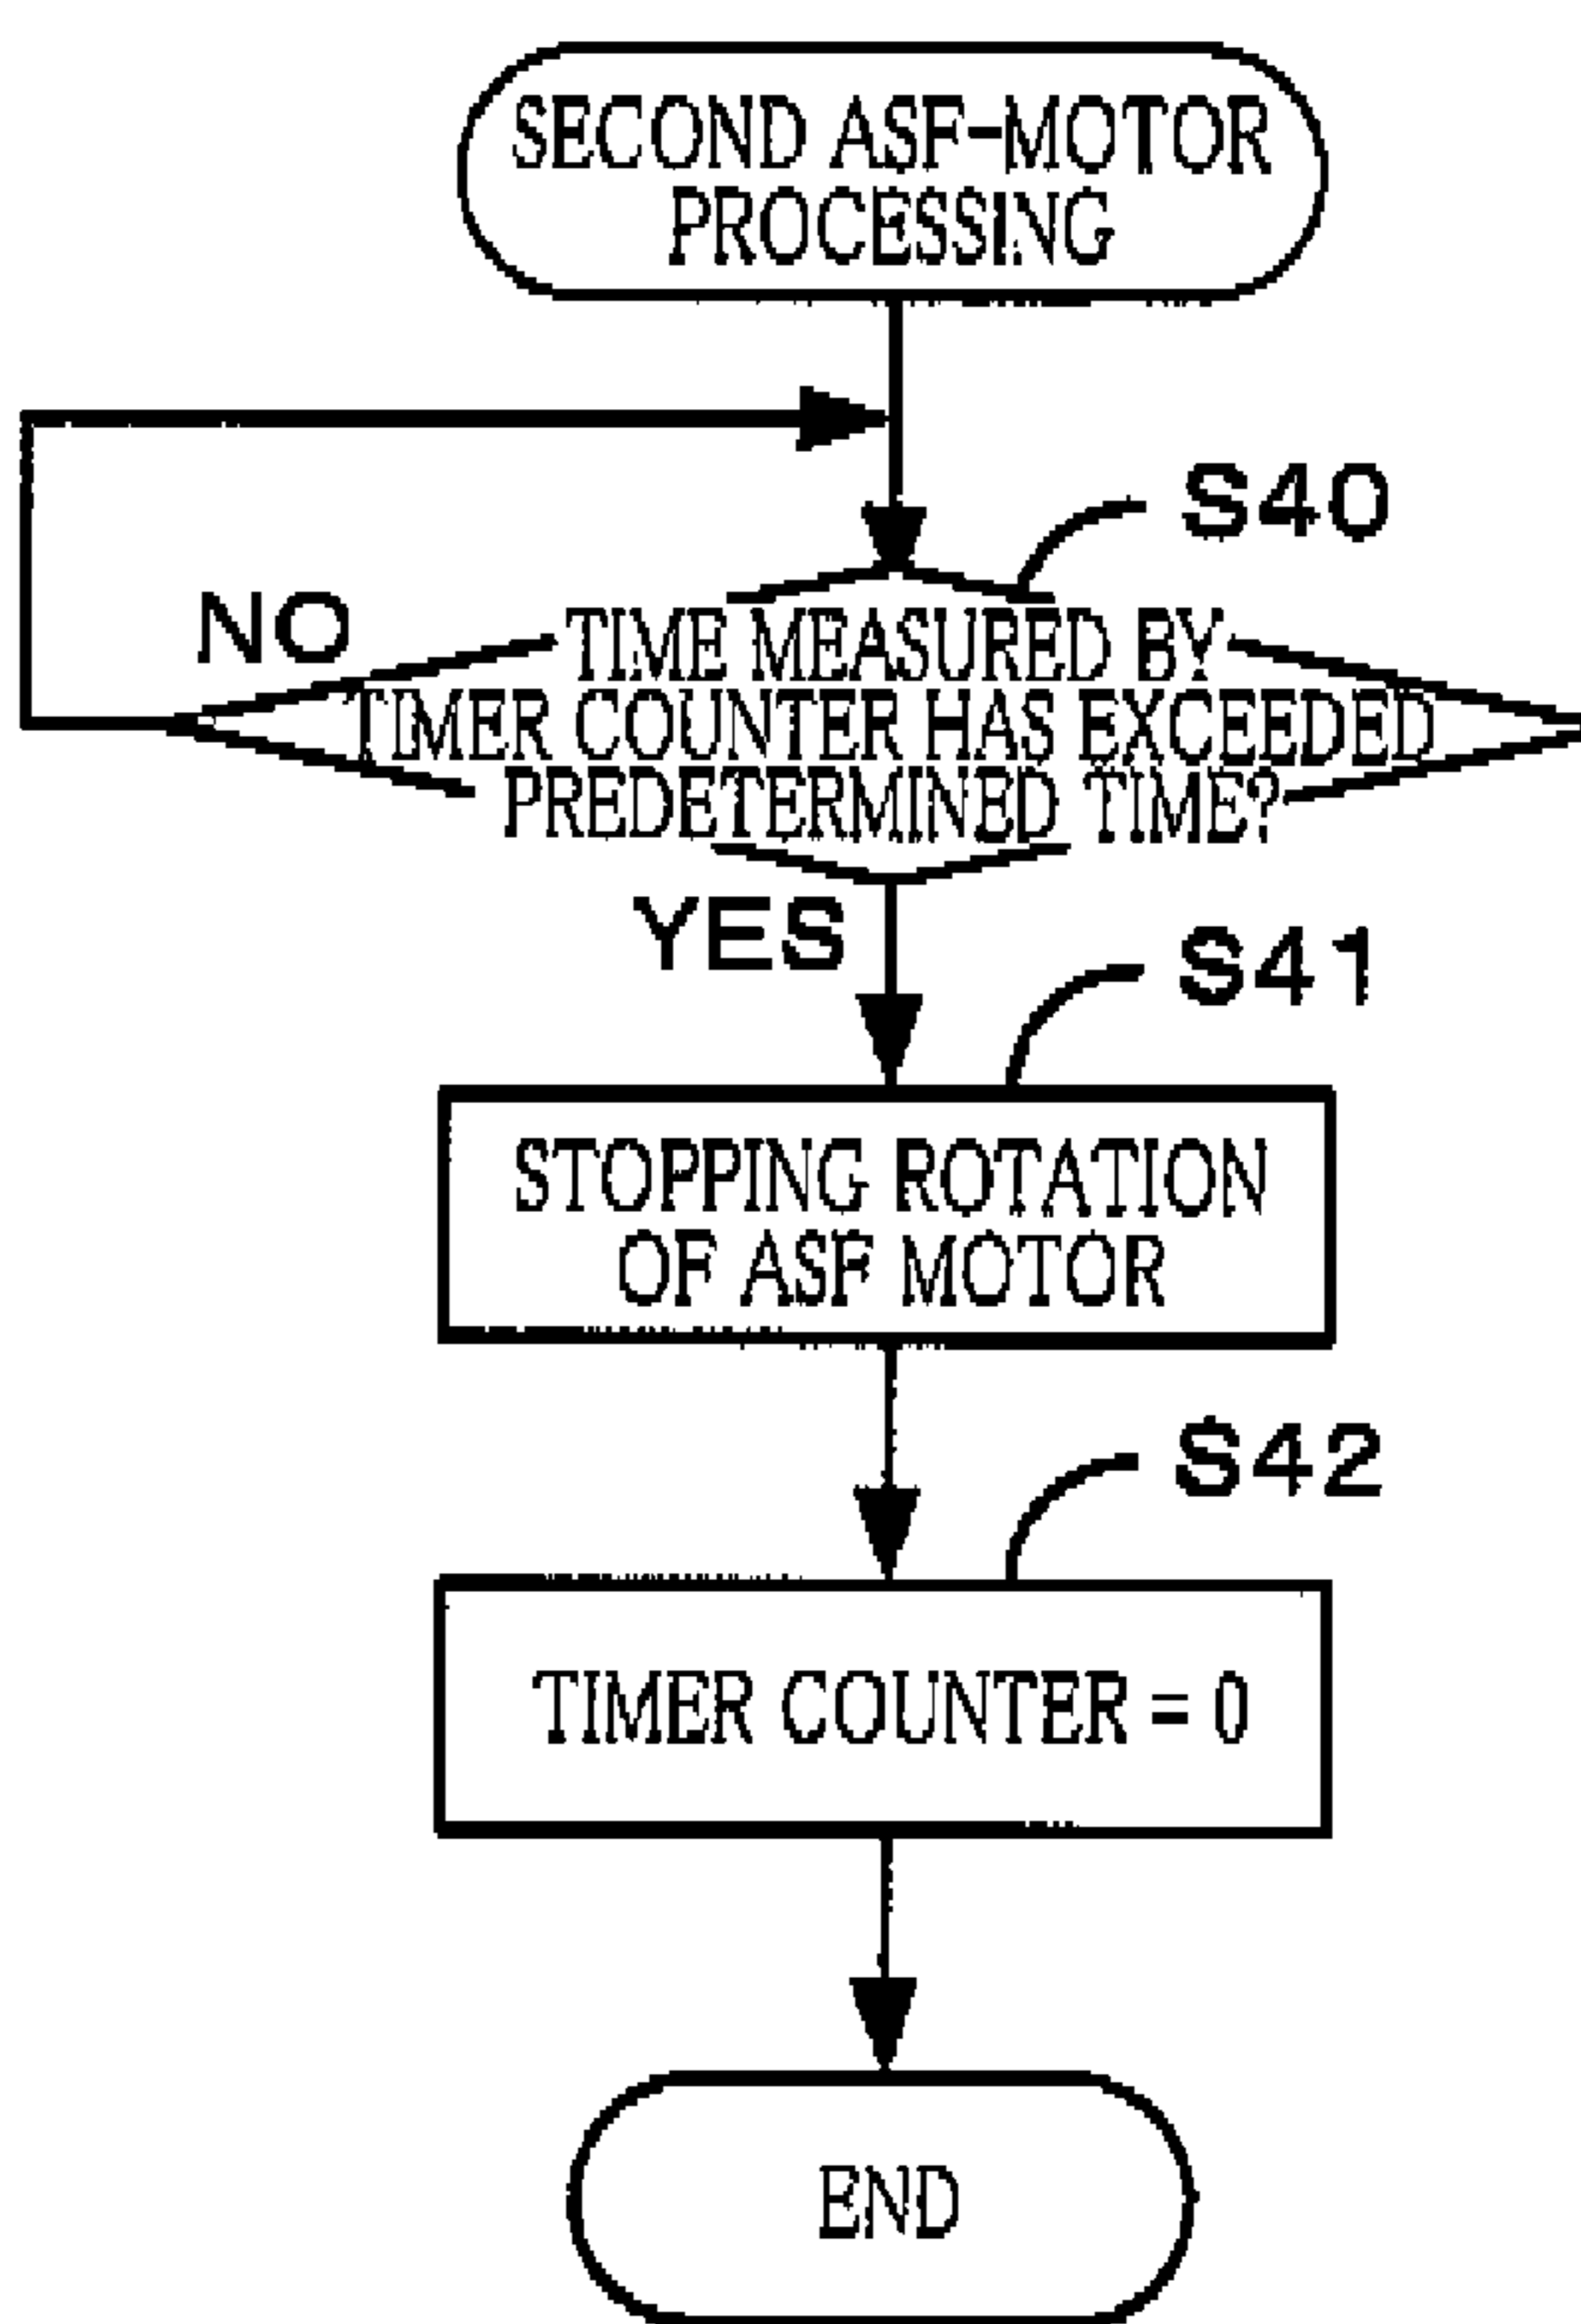 SECOND ASF-MOTOR
PROCESSING
S40
NO
TIME MEASURED BY
TIMER COUNTER HAS EXCEEDED
PREDETERMINED TIME?
YES
S41
STOPPING ROTATION
OF ASF MOTOR
S42
TIMER COUNTER = 0
END